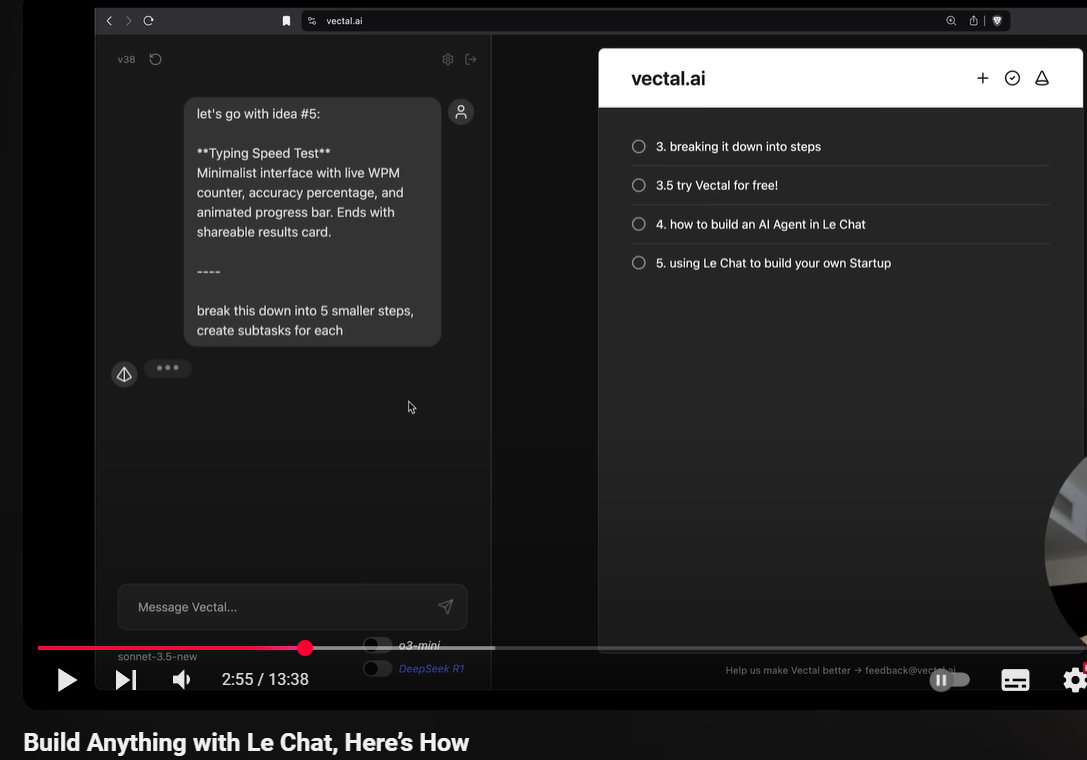 vectal.ai
v38
let's go with idea #5:
**Typing Speed Test**
Minimalist interface with live WPM
counter, accuracy percentage, and
animated progress bar. Ends with
shareable results card.
----
break this down into 5 smaller steps,
create subtasks for each
Message Vectal...
sonnet-3.5-new
o3-mini
DeepSeek R1
vectal.ai
3. breaking it down into steps
3.5 try Vectal for free!
4. how to build an AI Agent in Le Chat
5. using Le Chat to build your own Startup
Help us make Vectal better → feedback@vectal.ai
2:55 / 13:38
Build Anything with Le Chat, Here’s How